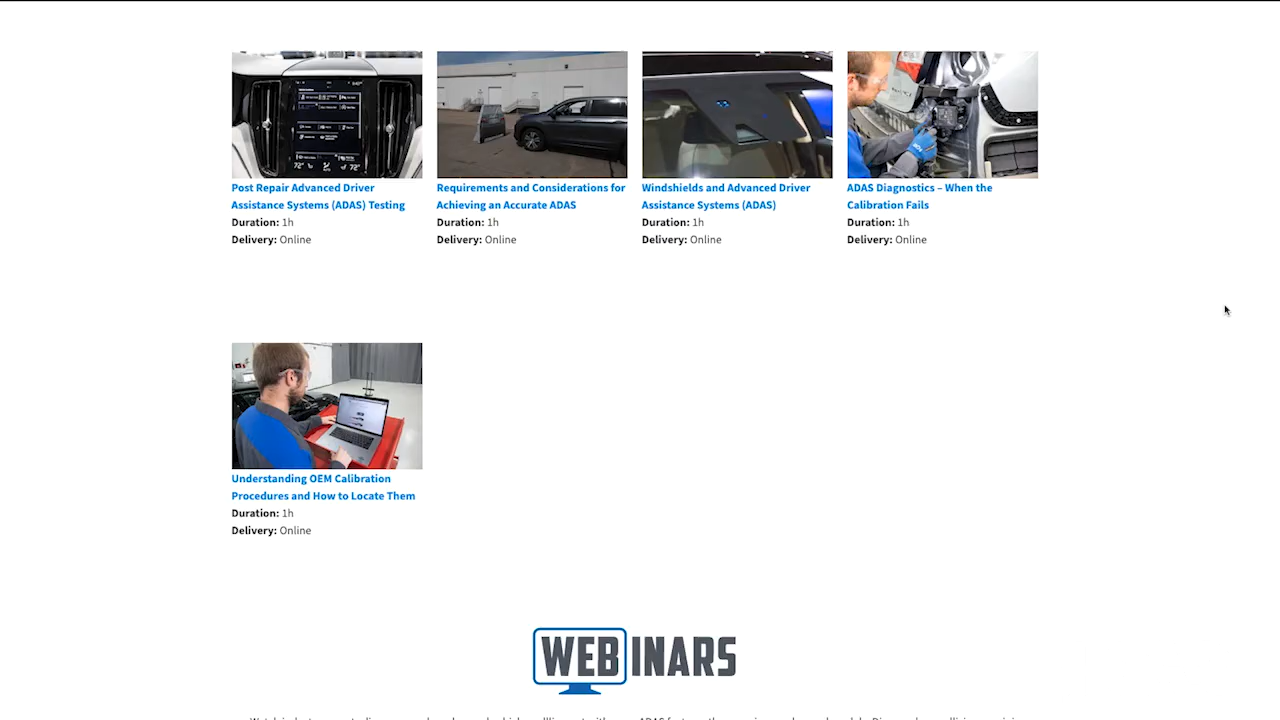 Post Repair Advanced Driver
Assistance Systems (ADAS) Testing
Duration: 1h
Delivery: Online
Requirements and Considerations for
Achieving an Accurate ADAS
Duration: 1h
Delivery: Online
Windshields and Advanced Driver
Assistance Systems (ADAS)
Duration: 1h
Delivery: Online
ADAS Diagnostics – When the
Calibration Fails
Duration: 1h
Delivery: Online
Understanding OEM Calibration
Procedures and How to Locate Them
Duration: 1h
Delivery: Online
WEBINARS